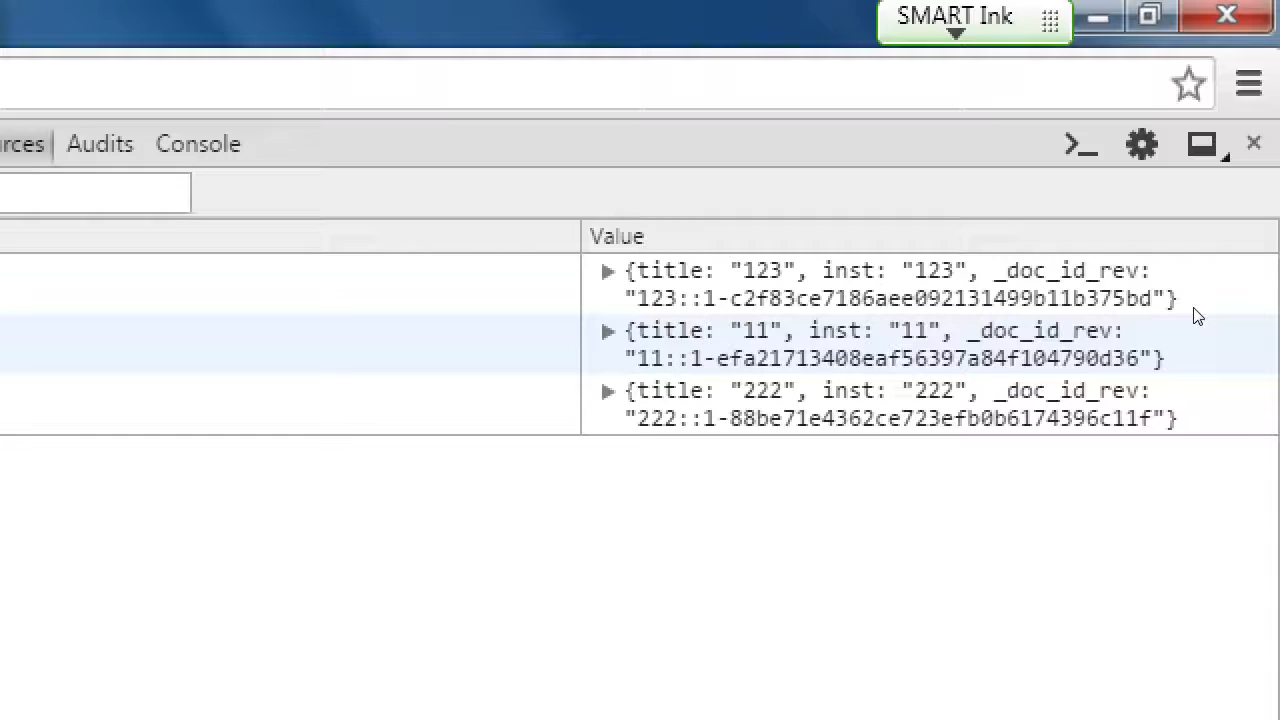 SMART Ink
rces Audits Console
Value
{title: "123", inst: "123", _doc_id_rev:
"123::1-c2f83ce7186aee092131499b11b375bd"}
{title: "11", inst: "11", _doc_id_rev:
"11::1-efa21713408eaf56397a84f104790d36"}
{title: "222", inst: "222", _doc_id_rev:
"222::1-88be71e4362ce723efb0b6174396c11f"}